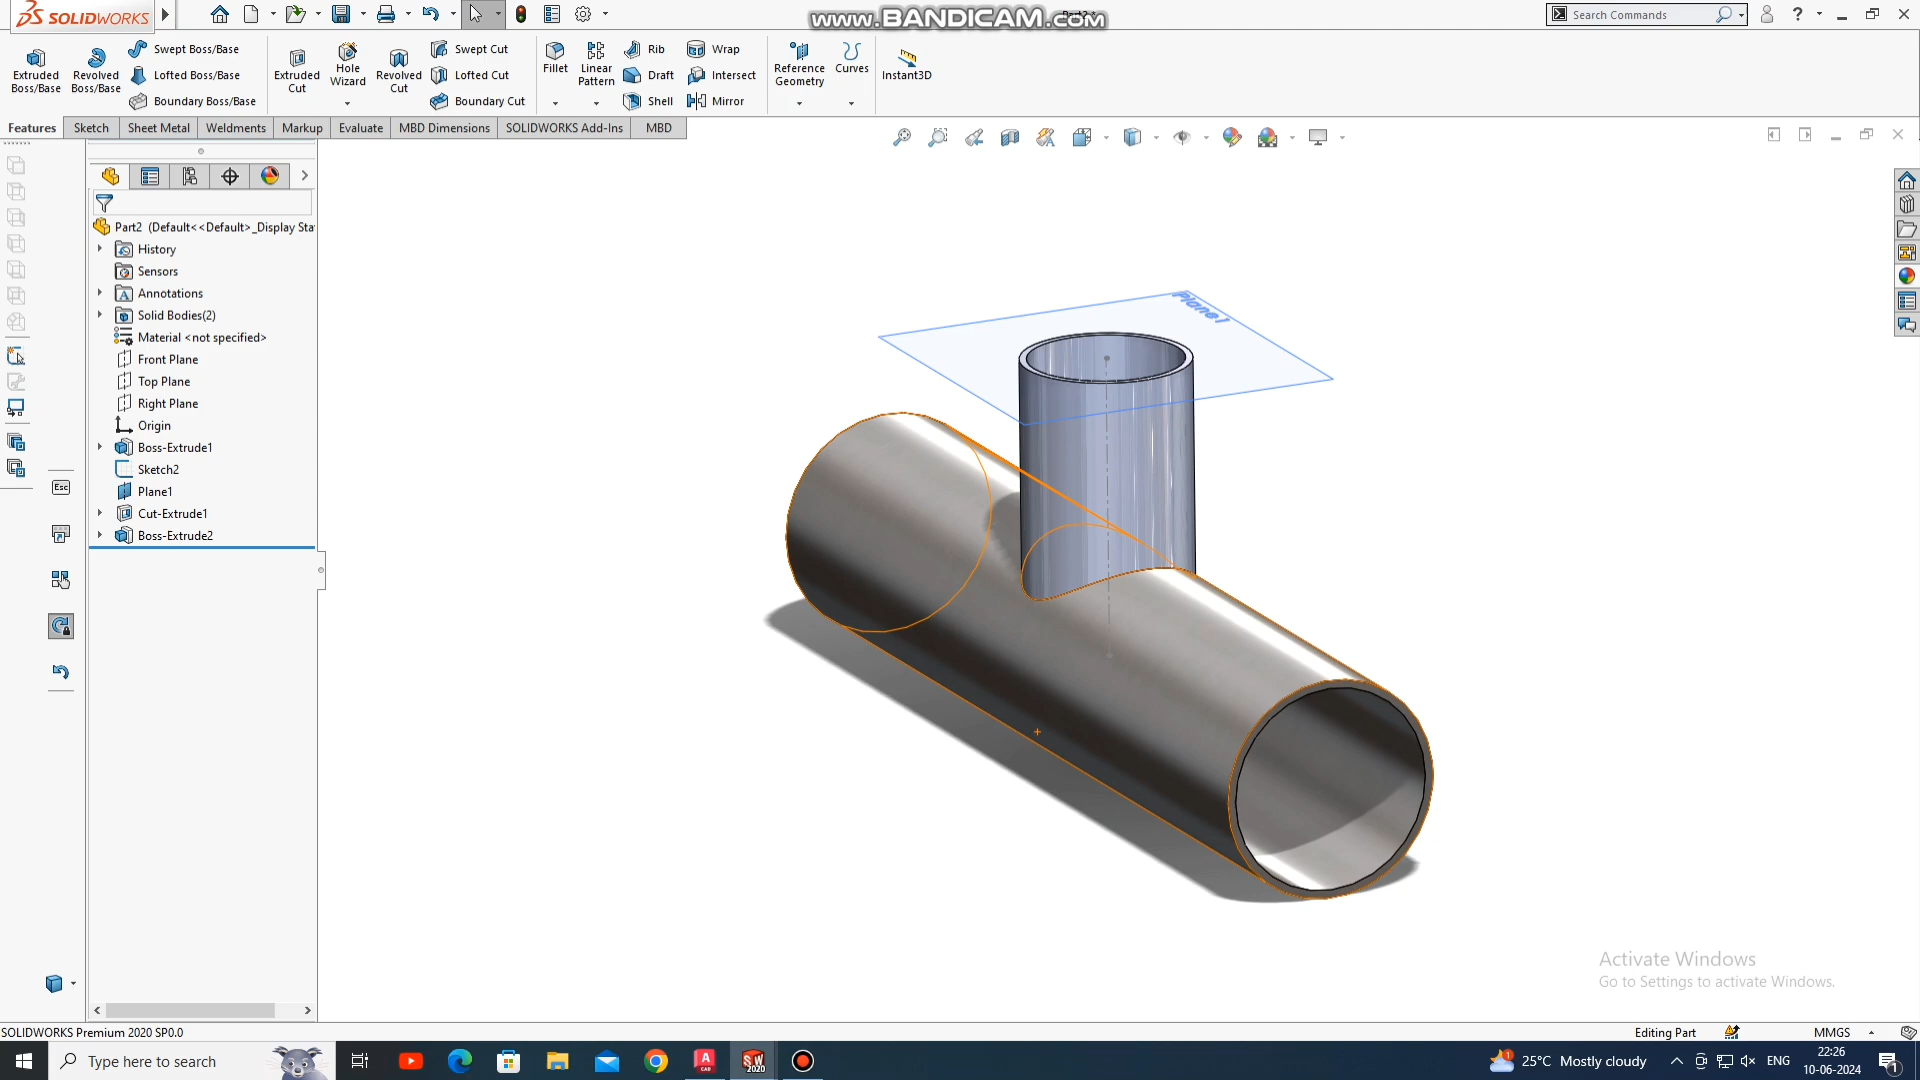 SOLIDWORKS
www.BANDICAM.com
Search Commands
Extruded Boss/Base
Revolved Boss/Base
Swept Boss/Base
Lofted Boss/Base
Boundary Boss/Base
Extruded Cut
Hole Wizard
Revolved Cut
Swept Cut
Lofted Cut
Boundary Cut
Fillet
Linear Pattern
Rib
Draft
Shell
Wrap
Intersect
Mirror
Reference Geometry
Curves
Instant3D
Features
Sketch
Sheet Metal
Weldments
Markup
Evaluate
MBD Dimensions
SOLIDWORKS Add-Ins
MBD
Part2 (Default<<Default>_Display Sta
History
Sensors
Annotations
Solid Bodies(2)
Material <not specified>
Front Plane
Top Plane
Right Plane
Origin
Boss-Extrude1
Sketch2
Plane1
Cut-Extrude1
Boss-Extrude2
Esc
Plane1
Activate Windows
Go to Settings to activate Windows.
SOLIDWORKS Premium 2020 SP0.0
Editing Part
MMGS
Type here to search
25°C Mostly cloudy
ENG
22:26
10-06-2024